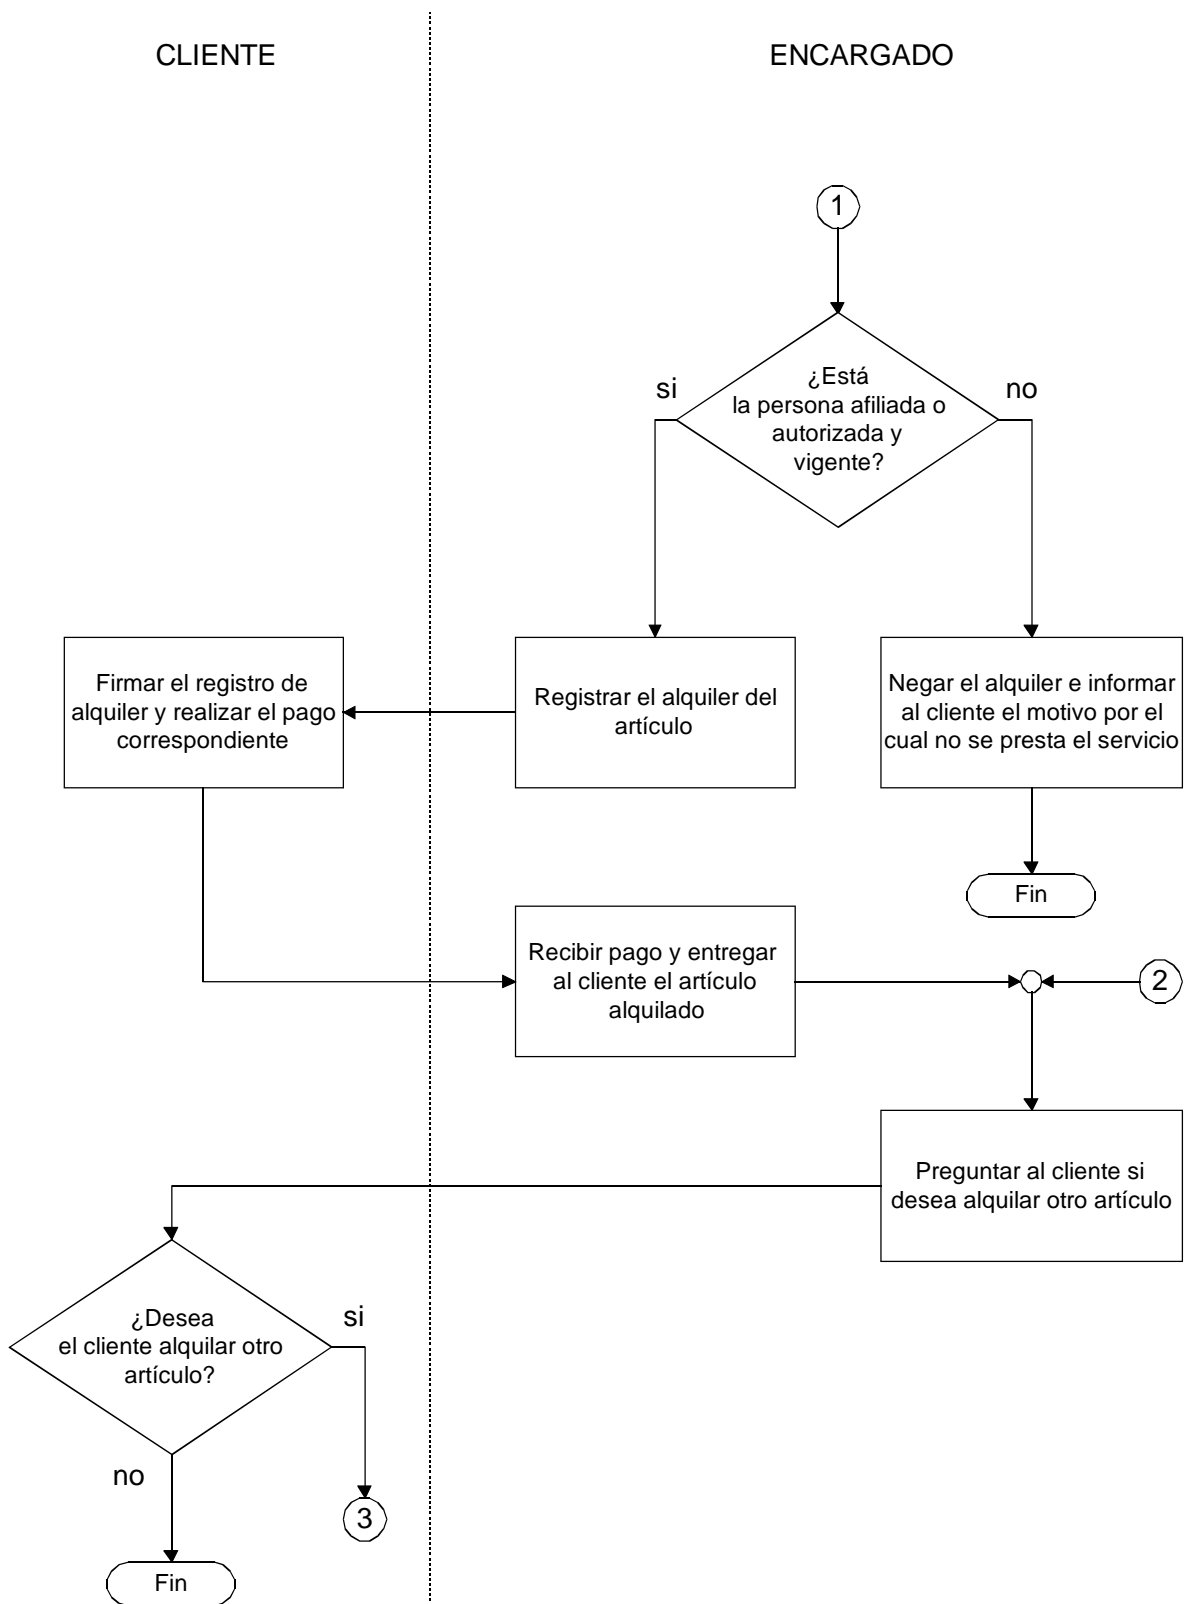 CLIENTE
ENCARGADO
1
¿Está
la persona afiliada o
autorizada y
vigente?
si
no
Firmar el registro de
alquiler y realizar el pago
correspondiente
Registrar el alquiler del
artículo
Negar el alquiler e informar
al cliente el motivo por el
cual no se presta el servicio
Fin
Recibir pago y entregar
al cliente el artículo
alquilado
2
Preguntar al cliente si
desea alquilar otro artículo
¿Desea
el cliente alquilar otro
artículo?
si
no
3
Fin